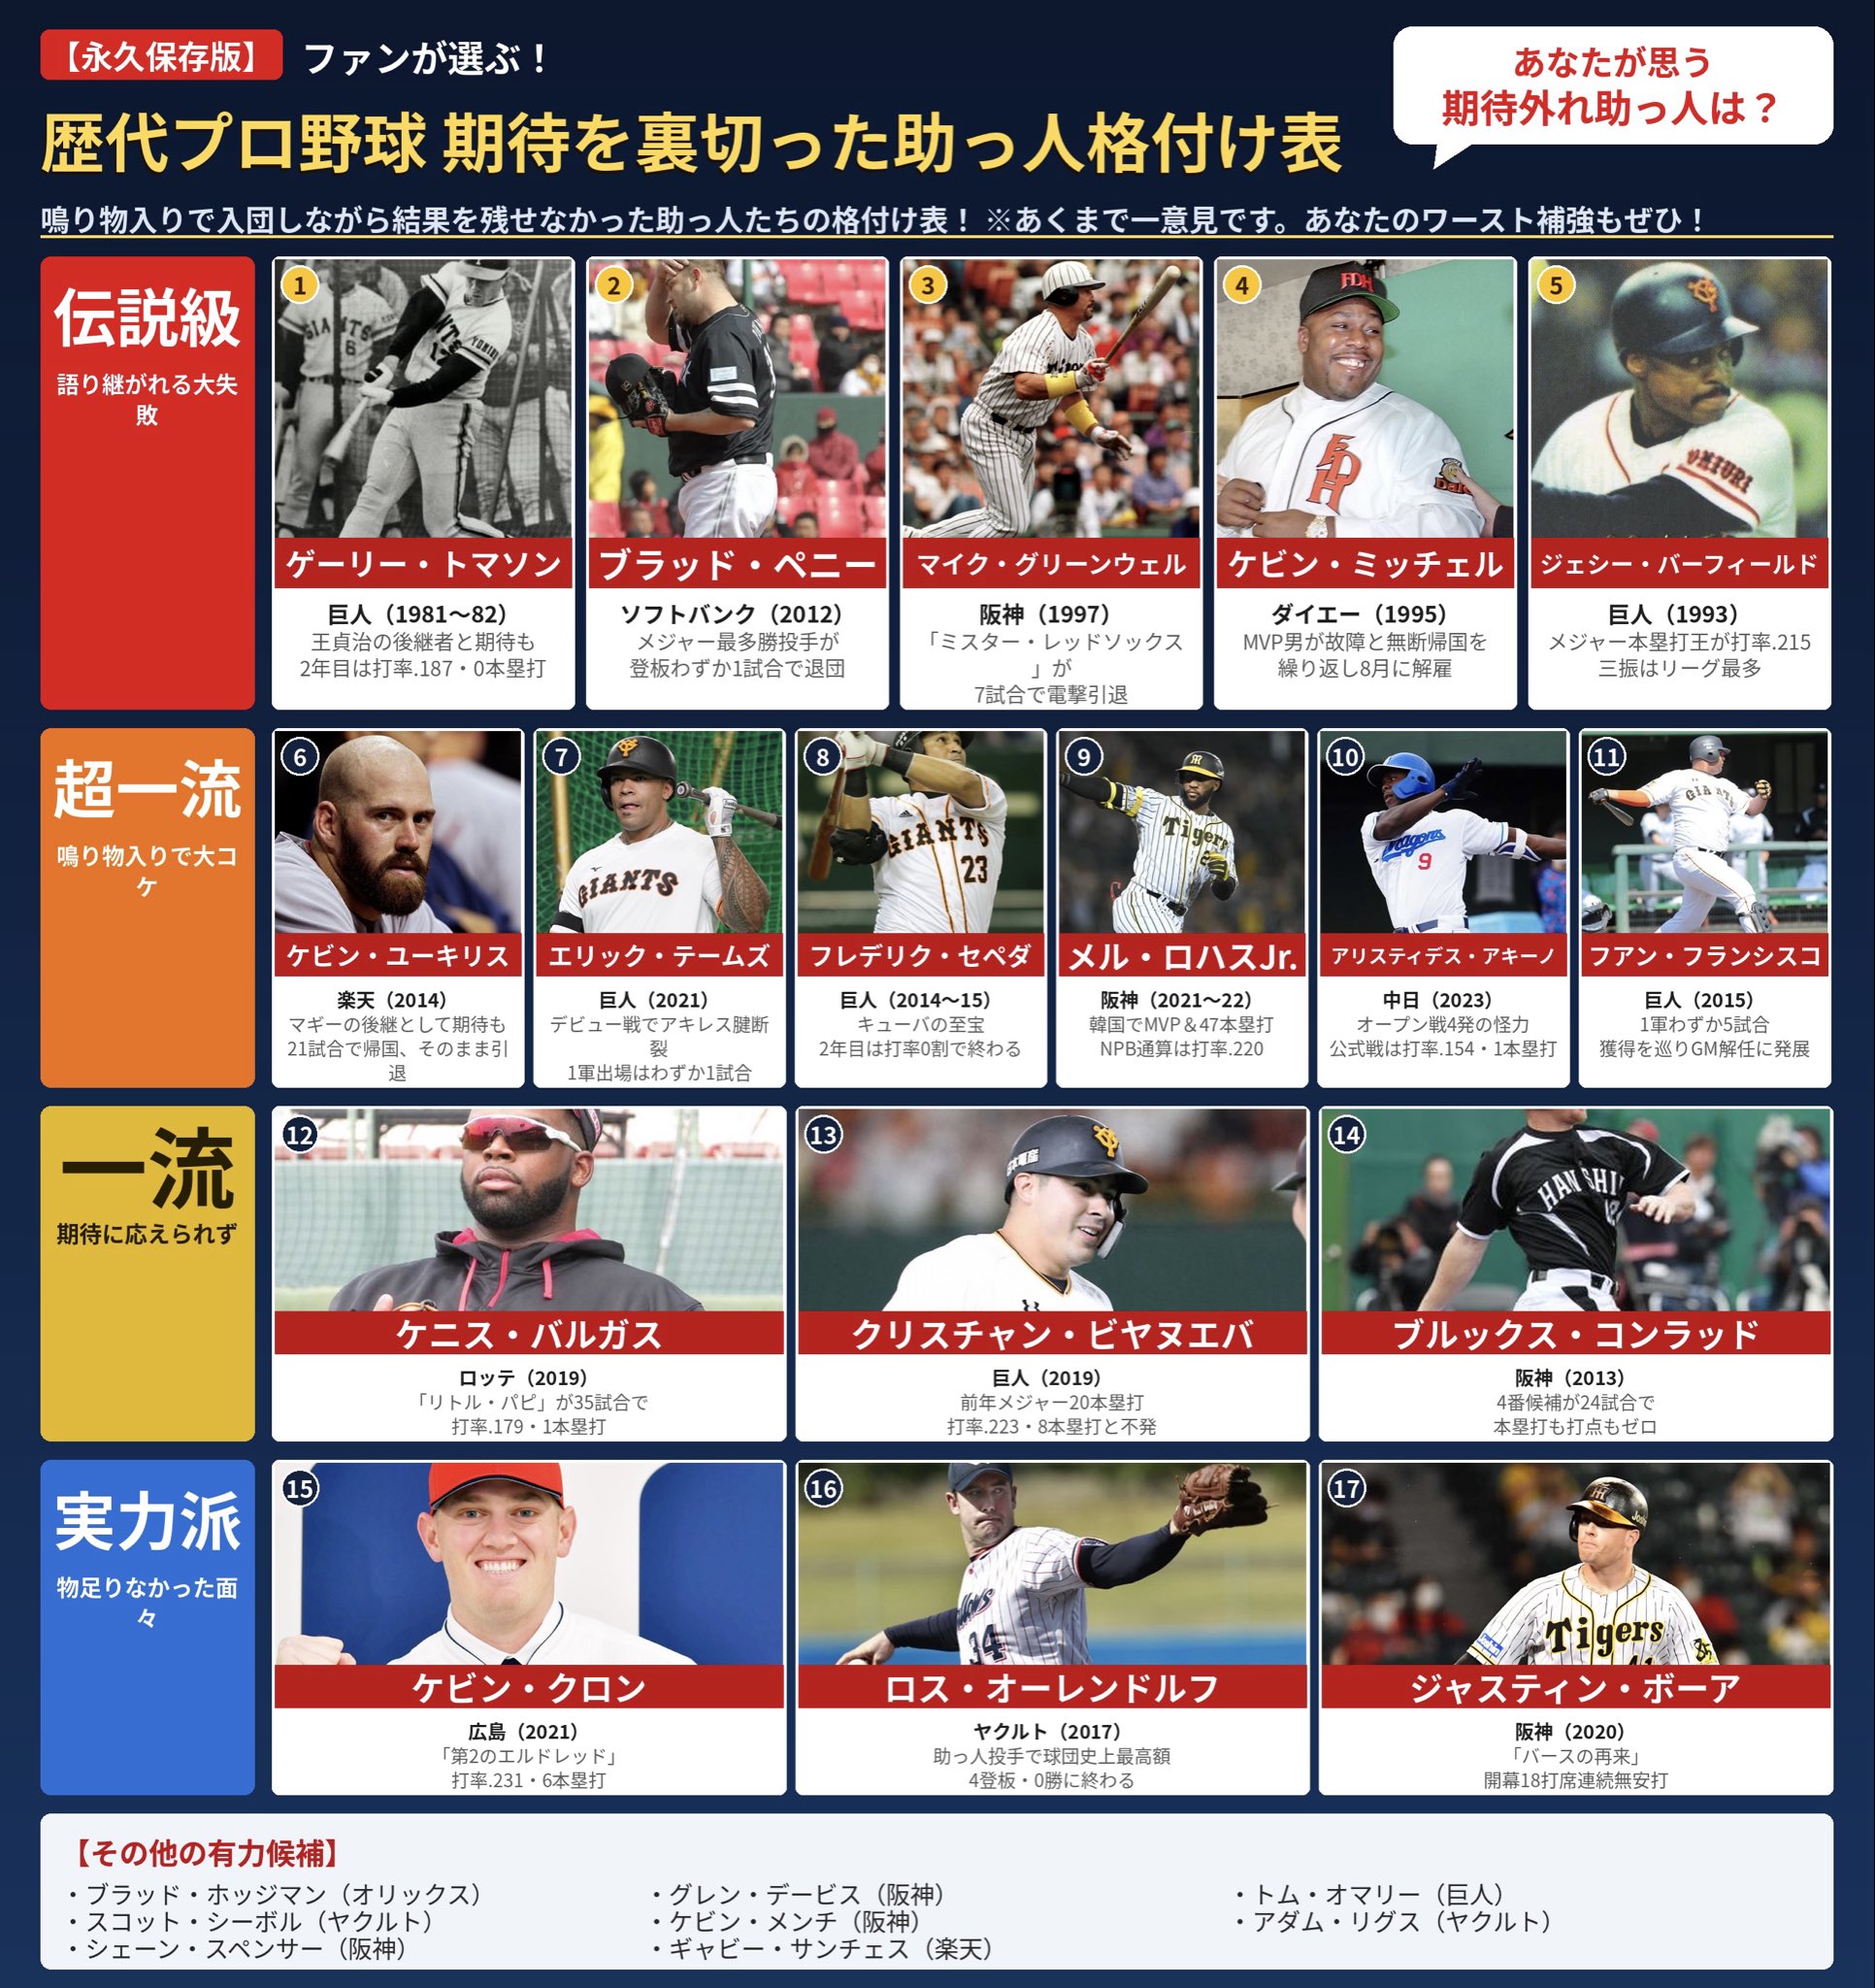 【永久保存版】 ファンが選ぶ！
歴代プロ野球 期待を裏切った助っ人格付け表
あなたが思う
期待外れ助っ人は？
鳴り物入りで入団しながら結果を残せなかった助っ人たちの格付け表！ ※あくまで一意見です。あなたのワースト補強もぜひ！
伝説級
語り継がれる大失
敗
1
ゲーリー・トマソン
巨人（1981〜82）
王貞治の後継者と期待も
2年目は打率.187・0本塁打
2
ブラッド・ペニー
ソフトバンク（2012）
メジャー最多勝投手が
登板わずか1試合で退団
3
マイク・グリーンウェル
阪神（1997）
「ミスター・レッドソックス
」が
7試合で電撃引退
4
FDH
ケビン・ミッチェル
ダイエー（1995）
MVP男が故障と無断帰国を
繰り返し8月に解雇
5
YOMIURI
ジェシー・バーフィールド
巨人（1993）
メジャー本塁打王が打率.215
三振はリーグ最多
超一流
鳴り物入りで大コ
ケ
6
ケビン・ユーキリス
楽天（2014）
マギーの後継として期待も
21試合で帰国、そのまま引
退
7
GIANTS
エリック・テームズ
巨人（2021）
デビュー戦でアキレス腱断
裂
1軍出場はわずか1試合
8
GIANTS
23
フレデリク・セペダ
巨人（2014〜15）
キューバの至宝
2年目は打率0割で終わる
9
Tigers
メル・ロハスJr.
阪神（2021〜22）
韓国でMVP＆47本塁打
NPB通算は打率.220
10
Dragons
9
アリスティデス・アキーノ
中日（2023）
オープン戦4発の怪力
公式戦は打率.154・1本塁打
11
GIANTS
フアン・フランシスコ
巨人（2015）
1軍わずか5試合
獲得を巡りGM解任に発展
一流
期待に応えられず
12
ケニス・バルガス
ロッテ（2019）
「リトル・パピ」が35試合で
打率.179・1本塁打
13
日本電産
クリスチャン・ビヤヌエバ
巨人（2019）
前年メジャー20本塁打
打率.223・8本塁打と不発
14
HANSHIN
ブルックス・コンラッド
阪神（2013）
4番候補が24試合で
本塁打も打点もゼロ
実力派
物足りなかった面
々
15
ケビン・クロン
広島（2021）
「第2のエルドレッド」
打率.231・6本塁打
16
34
ロス・オーレンドルフ
ヤクルト（2017）
助っ人投手で球団史上最高額
4登板・0勝に終わる
17
Tigers
ジャスティン・ボーア
阪神（2020）
「バースの再来」
開幕18打席連続無安打
【その他の有力候補】
・ブラッド・ホッジマン（オリックス）
・スコット・シーボル（ヤクルト）
・シェーン・スペンサー（阪神）
・グレン・デービス（阪神）
・ケビン・メンチ（阪神）
・ギャビー・サンチェス（楽天）
・トム・オマリー（巨人）
・アダム・リグス（ヤクルト）